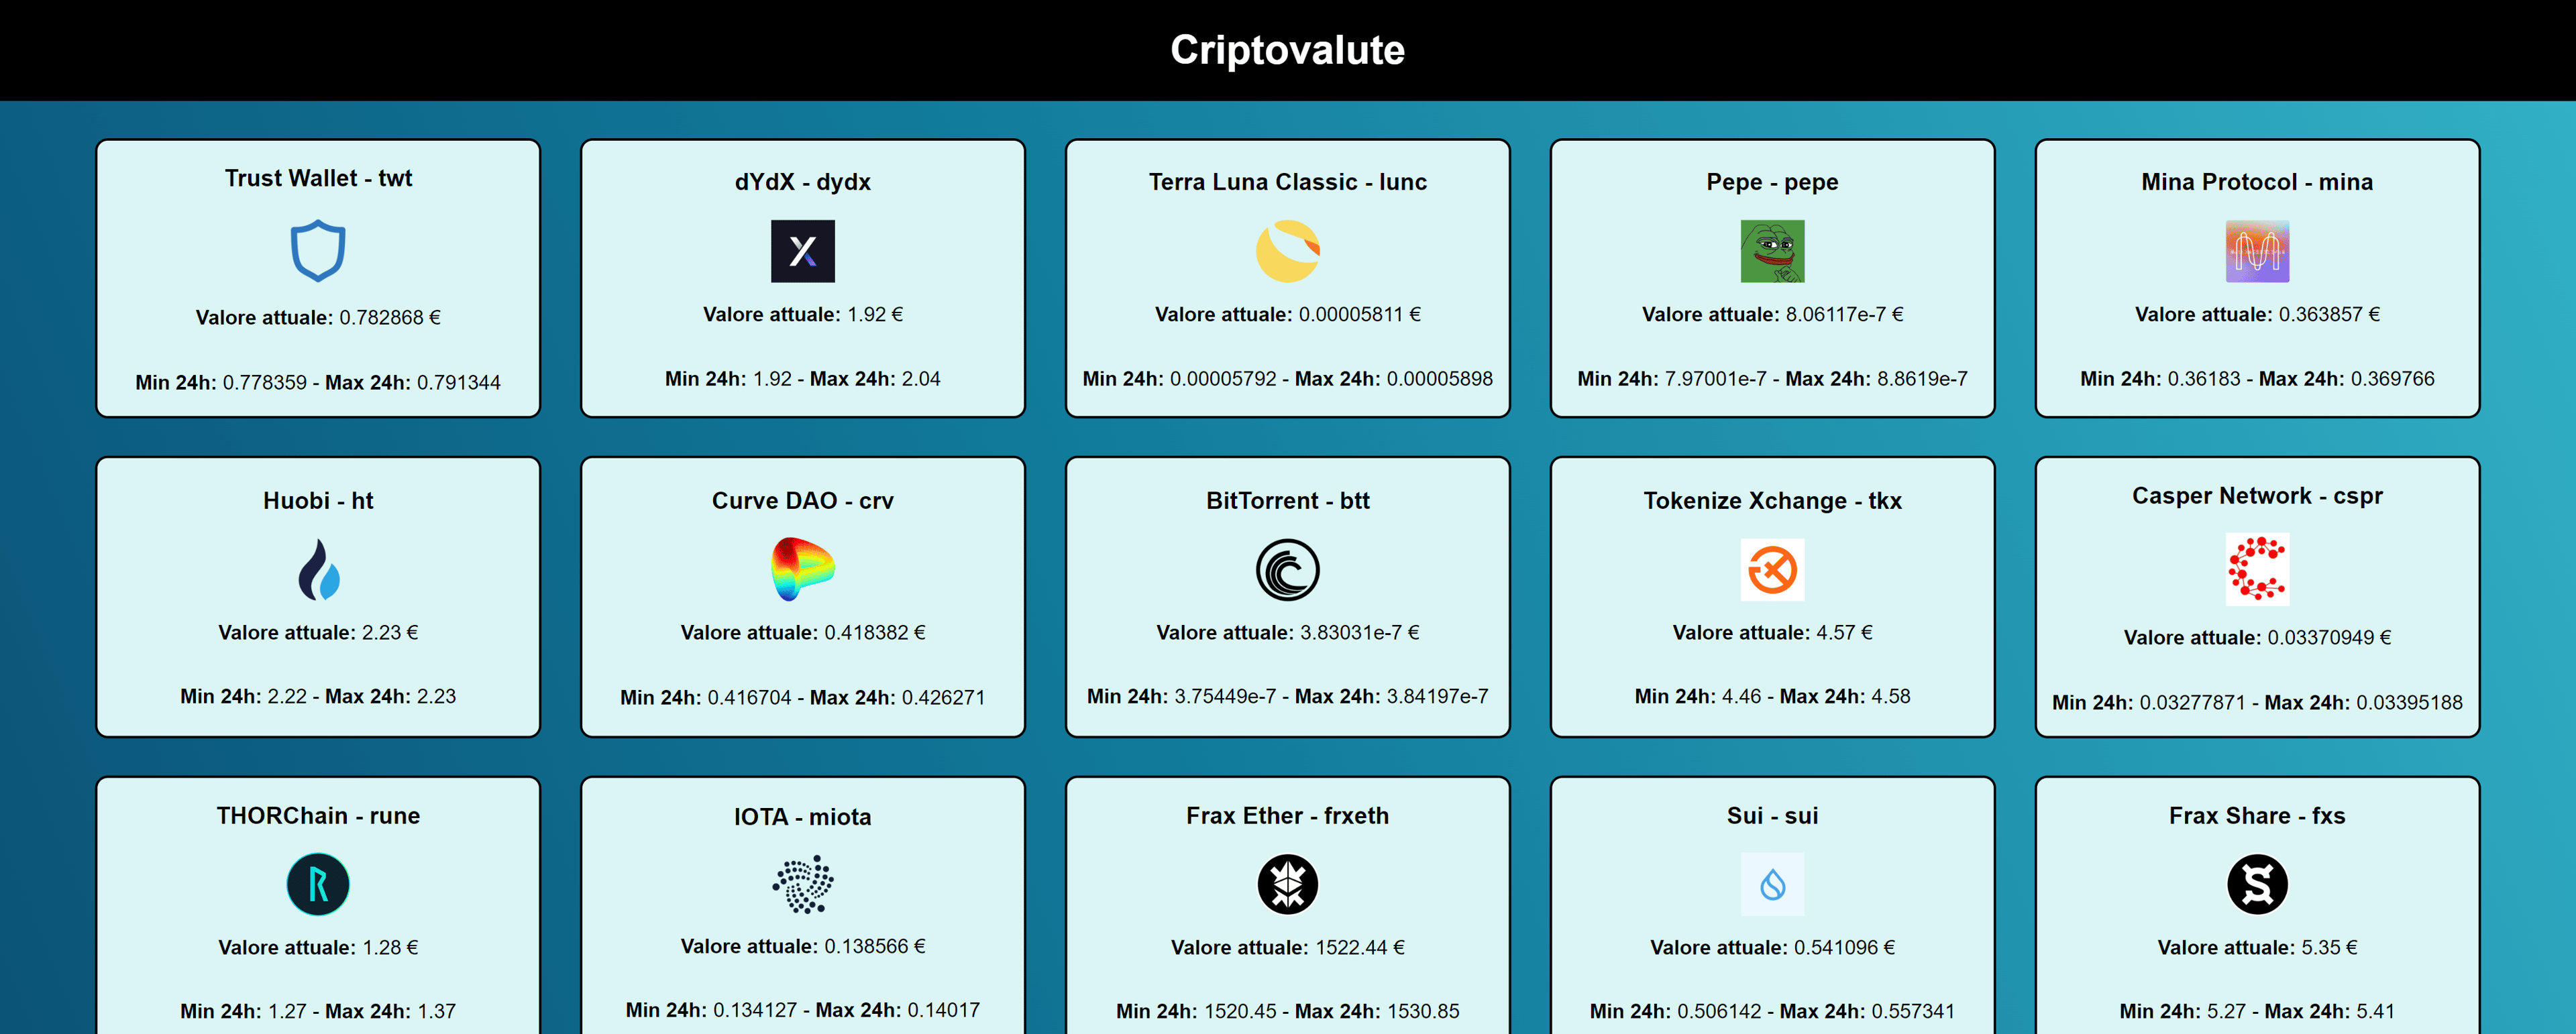 Criptovalute
Trust Wallet - twt
Valore attuale: 0.782868 €
Min 24h: 0.778359 - Max 24h: 0.791344
dYdX - dydx
Valore attuale: 1.92 €
Min 24h: 1.92 - Max 24h: 2.04
Terra Luna Classic - lunc
Valore attuale: 0.00005811 €
Min 24h: 0.00005792 - Max 24h: 0.00005898
Pepe - pepe
Valore attuale: 8.06117e-7 €
Min 24h: 7.97001e-7 - Max 24h: 8.8619e-7
Mina Protocol - mina
Valore attuale: 0.363857 €
Min 24h: 0.36183 - Max 24h: 0.369766
Huobi - ht
Valore attuale: 2.23 €
Min 24h: 2.22 - Max 24h: 2.23
Curve DAO - crv
Valore attuale: 0.418382 €
Min 24h: 0.416704 - Max 24h: 0.426271
BitTorrent - btt
Valore attuale: 3.83031e-7 €
Min 24h: 3.75449e-7 - Max 24h: 3.84197e-7
Tokenize Xchange - tkx
Valore attuale: 4.57 €
Min 24h: 4.46 - Max 24h: 4.58
Casper Network - cspr
Valore attuale: 0.03370949 €
Min 24h: 0.03277871 - Max 24h: 0.03395188
THORChain - rune
Valore attuale: 1.28 €
Min 24h: 1.27 - Max 24h: 1.37
IOTA - miota
Valore attuale: 0.138566 €
Min 24h: 0.134127 - Max 24h: 0.14017
Frax Ether - frxeth
Valore attuale: 1522.44 €
Min 24h: 1520.45 - Max 24h: 1530.85
Sui - sui
Valore attuale: 0.541096 €
Min 24h: 0.506142 - Max 24h: 0.557341
Frax Share - fxs
Valore attuale: 5.35 €
Min 24h: 5.27 - Max 24h: 5.41